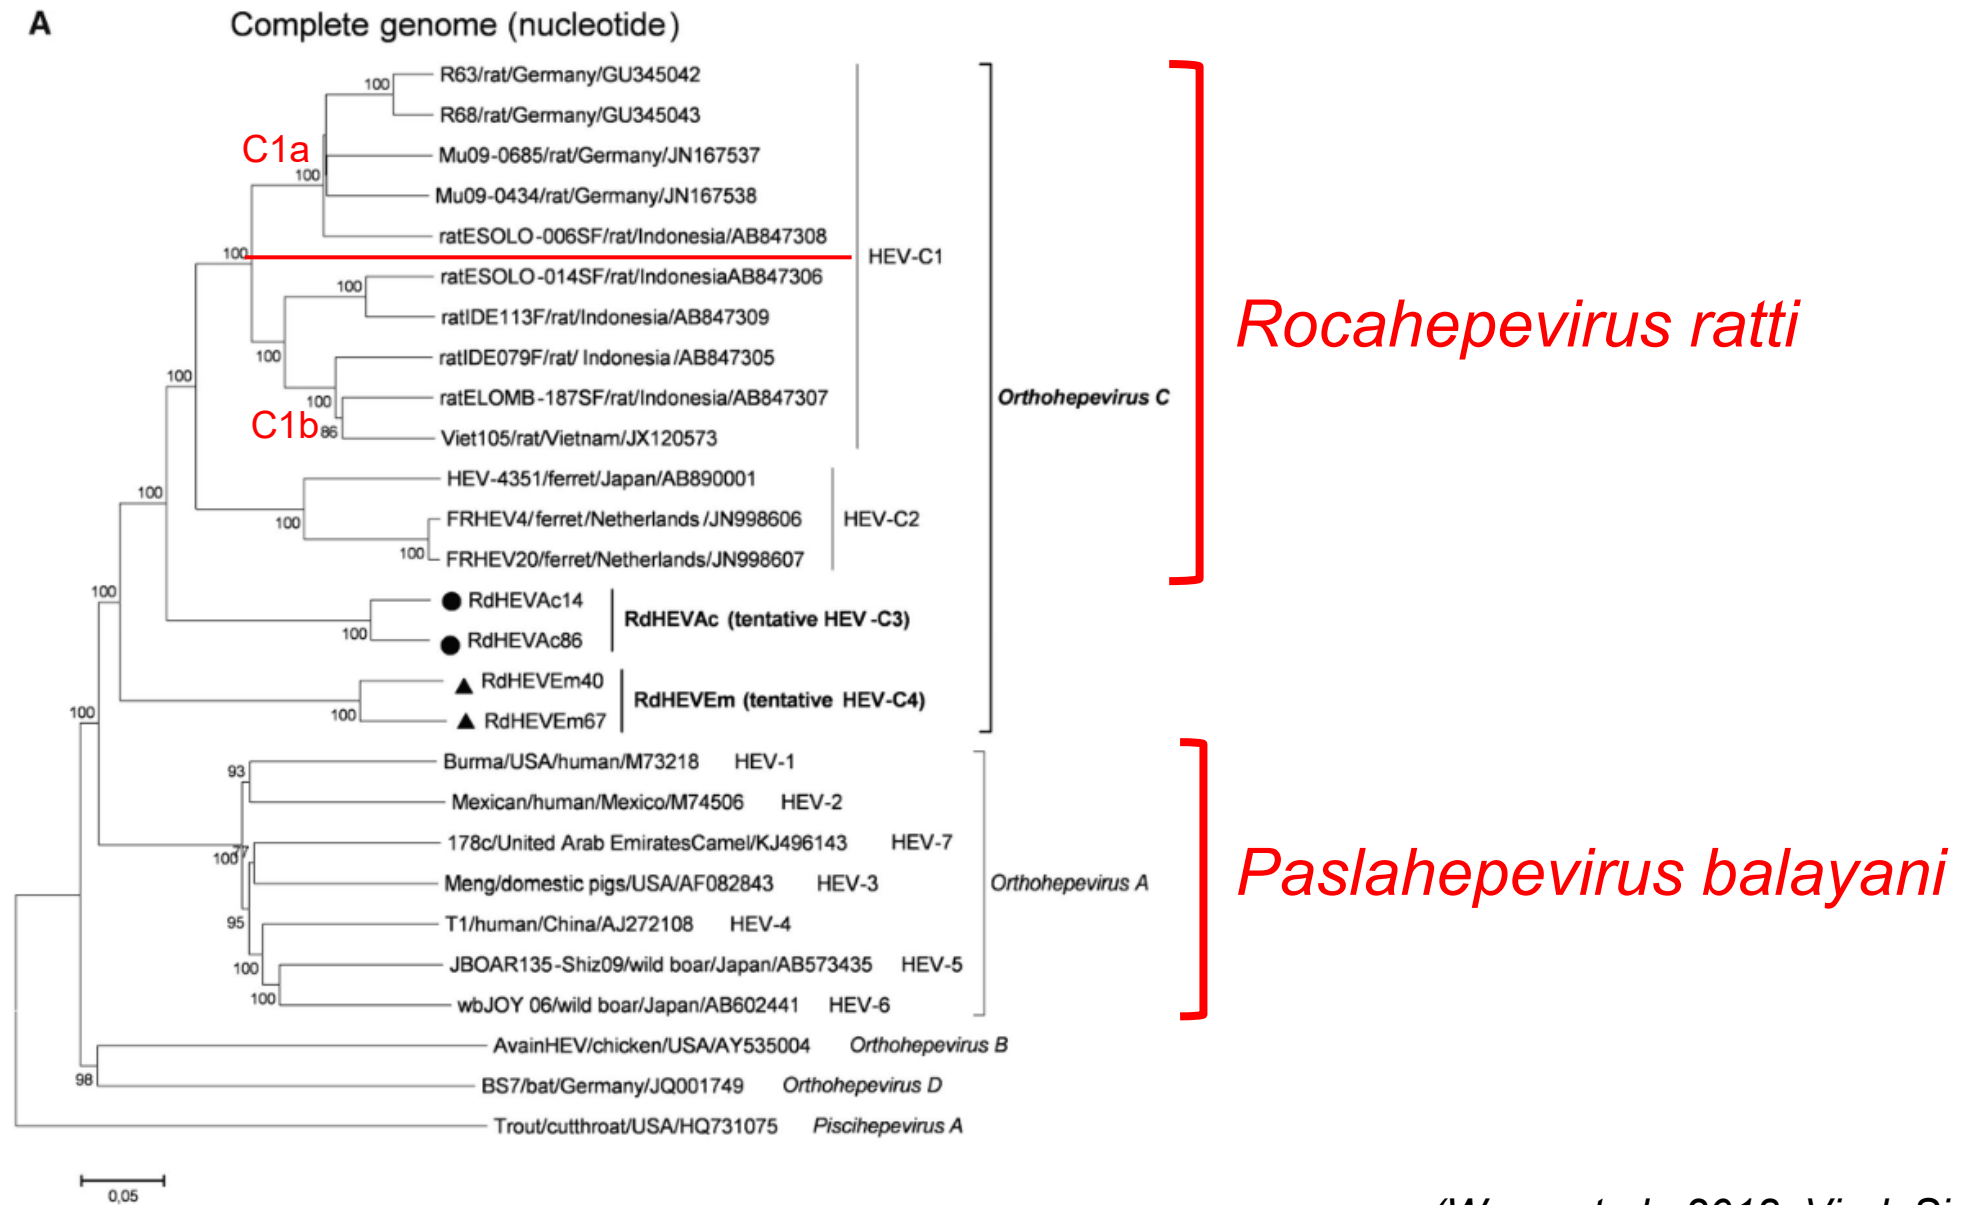 A
Complete genome (nucleotide)
R63/rat/Germany/GU345042
100
R68/rat/Germany/GU345043
C1a
Mu09-0685/rat/Germany/JN167537
100
Mu09-0434/rat/Germany/JN167538
ratESOLO-006SF/rat/Indonesia/AB847308
100
HEV-C1
ratESOLO-014SF/rat/IndonesiaAB847306
100
ratIDE113F/rat/Indonesia/AB847309
Rocahepevirus ratti
100
ratIDE079F/rat/ Indonesia/AB847305
100
ratELOMB-187SF/rat/Indonesia/AB847307
100
Orthohepevirus C
C1b
86
Viet105/rat/Vietnam/JX120573
HEV-4351/ferret/Japan/AB890001
100
FRHEV4/ferret/Netherlands/JN998606
100
HEV-C2
FRHEV20/ferret/Netherlands/JN998607
100
100
RdHEVAc14
RdHEVAc (tentative HEV-C3)
100
RdHEVAc86
RdHEVEm40
RdHEVEm (tentative HEV-C4)
100
100
RdHEVEm67
93
Burma/USA/human/M73218 HEV-1
Mexican/human/Mexico/M74506 HEV-2
178c/United Arab EmiratesCamel/KJ496143 HEV-7
100
77
Meng/domestic pigs/USA/AF082843 HEV-3
Orthohepevirus A
Paslahepevirus balayani
95
T1/human/China/AJ272108 HEV-4
100
JBOAR135-Shiz09/wild boar/Japan/AB573435 HEV-5
100
wbJOY 06/wild boar/Japan/AB602441 HEV-6
AvainHEV/chicken/USA/AY535004 Orthohepevirus B
98
BS7/bat/Germany/JQ001749 Orthohepevirus D
Trout/cutthroat/USA/HQ731075 Piscihepevirus A
0,05